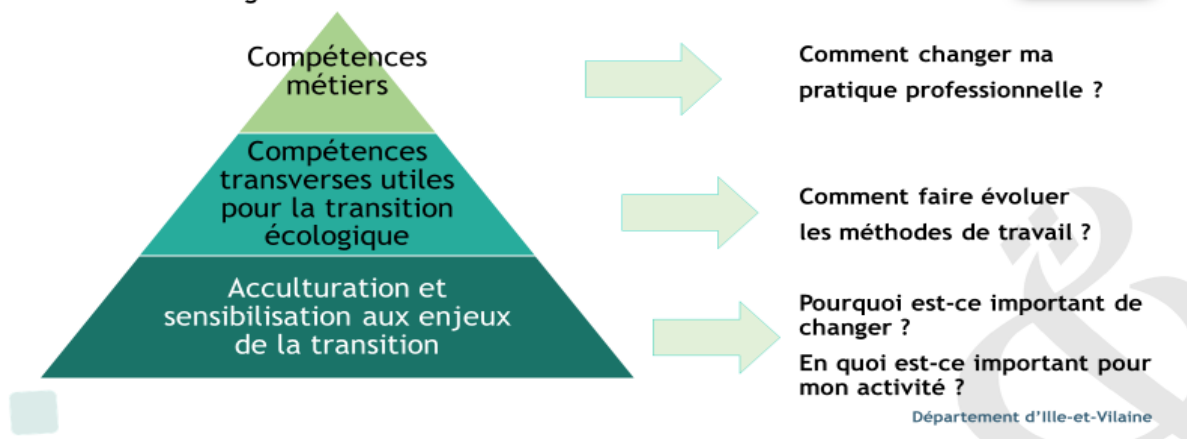 Compétences
métiers
Comment changer ma
pratique professionnelle ?
Compétences
transverses utiles
pour la transition
écologique
Comment faire évoluer
les méthodes de travail ?
Acculturation et
sensibilisation aux enjeux
de la transition
Pourquoi est-ce important de
changer ?
En quoi est-ce important pour
mon activité ?
Département d'Ille-et-Vilaine